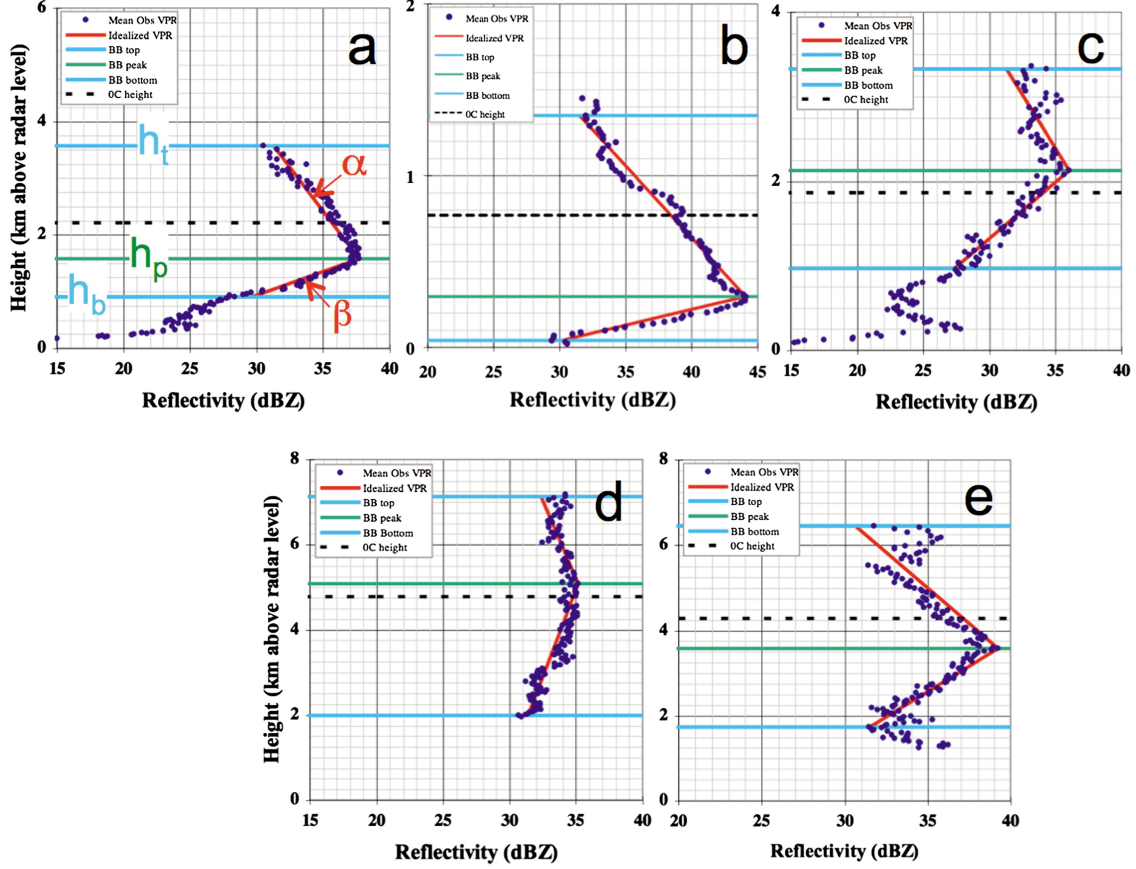 6
4
2
0
Height (km above radar level)
Mean Obs VPR
Idealized VPR
BB top
BB peak
BB bottom
0C height
a
ht
hp
hb
α
β
15 20 25 30 35 40
Reflectivity (dBZ)
2
1
0
Mean Obs VPR
Idealized VPR
BB top
BB peak
BB bottom
0C height
b
20 25 30 35 40 45
Reflectivity (dBZ)
4
2
0
Mean Obs VPR
Idealized VPR
BB top
BB peak
BB bottom
0C height
c
15 20 25 30 35 40
Reflectivity (dBZ)
8
6
4
2
0
Height (km above radar level)
Mean Obs VPR
Idealized VPR
BB top
BB peak
BB Bottom
0C height
d
15 20 25 30 35 40
Reflectivity (dBZ)
8
6
4
2
0
Mean Obs VPR
Idealized VPR
BB top
BB peak
BB bottom
0C height
e
20 25 30 35 40
Reflectivity (dBZ)